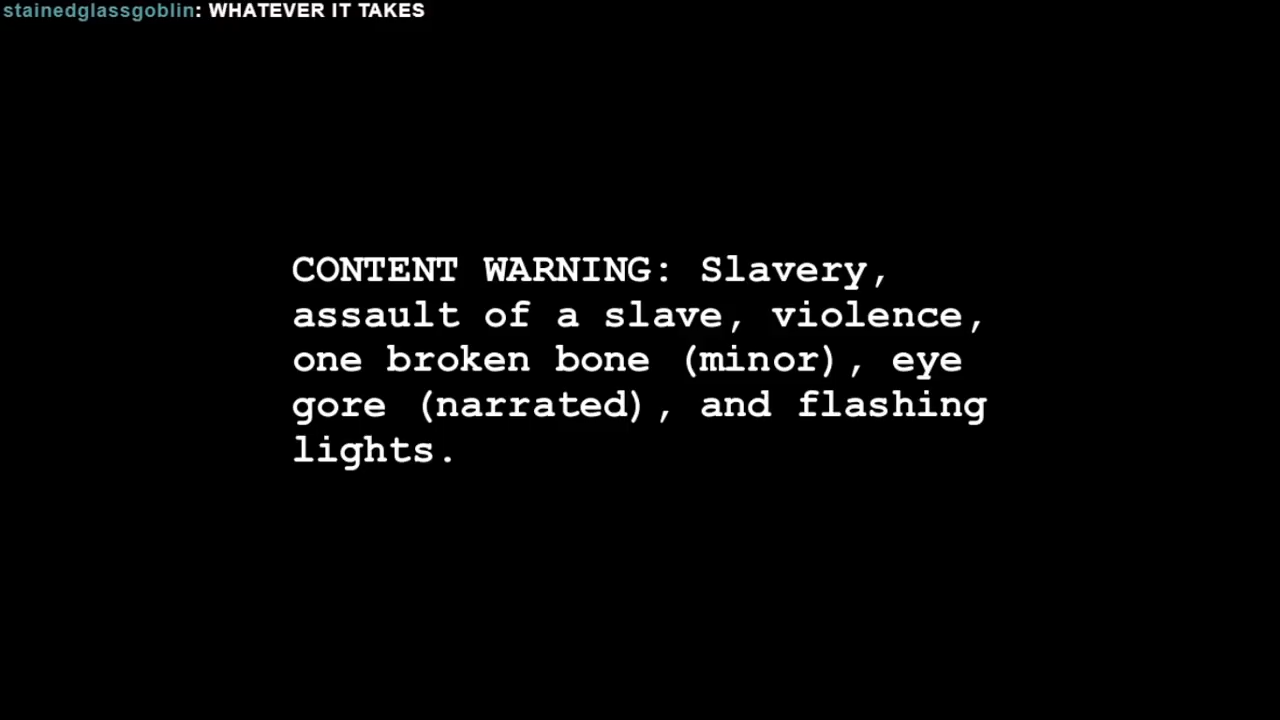 stainedglassgoblin: WHATEVER IT TAKES
CONTENT WARNING: Slavery,
assault of a slave, violence,
one broken bone (minor), eye
gore (narrated), and flashing
lights.